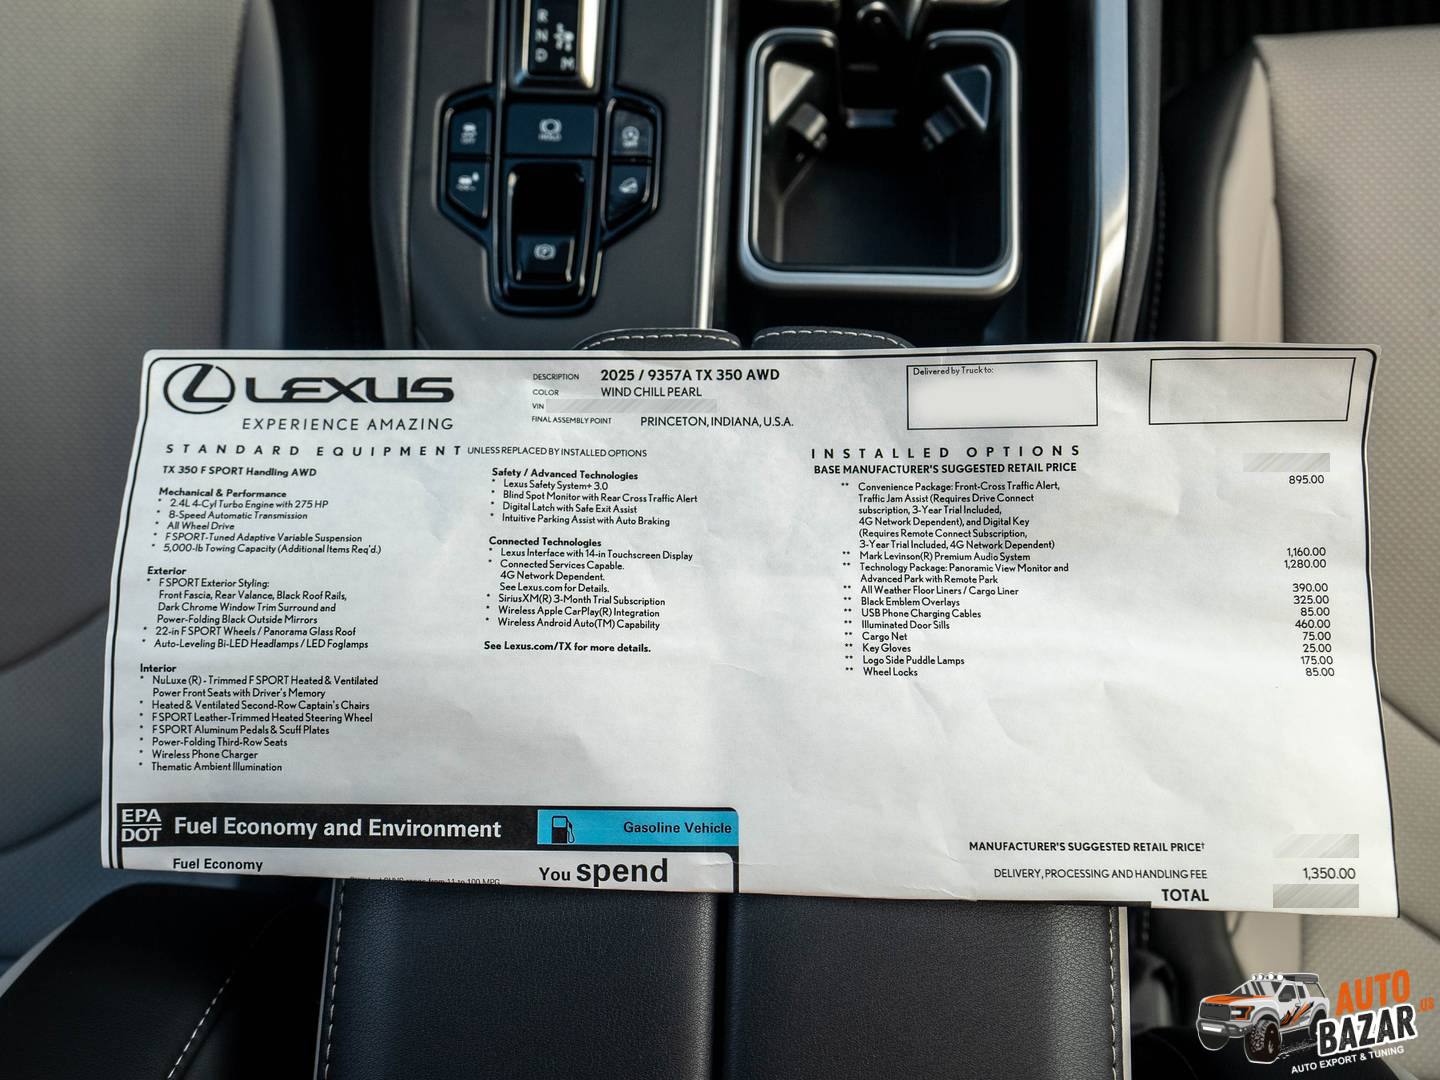 R
N
D
M
HOLD
OFF
LEXUS
EXPERIENCE AMAZING
DESCRIPTION 2025 / 9357A TX 350 AWD
COLOR WIND CHILL PEARL
VIN
FINAL ASSEMBLY POINT PRINCETON, INDIANA, U.S.A.
Delivered by Truck to:
STANDARD EQUIPMENT UNLESS REPLACED BY INSTALLED OPTIONS
TX 350 F SPORT Handling AWD
Mechanical & Performance
* 2.4L 4-Cyl Turbo Engine with 275 HP
* 8-Speed Automatic Transmission
* All Wheel Drive
* F SPORT-Tuned Adaptive Variable Suspension
* 5,000-lb Towing Capacity (Additional Items Req'd.)
Exterior
* F SPORT Exterior Styling:
Front Fascia, Rear Valance, Black Roof Rails,
Dark Chrome Window Trim Surround and
Power-Folding Black Outside Mirrors
* 22-in F SPORT Wheels / Panorama Glass Roof
* Auto-Leveling Bi-LED Headlamps / LED Foglamps
Interior
* NuLuxe (R) - Trimmed F SPORT Heated & Ventilated
Power Front Seats with Driver's Memory
* Heated & Ventilated Second-Row Captain's Chairs
* F SPORT Leather-Trimmed Heated Steering Wheel
* F SPORT Aluminum Pedals & Scuff Plates
* Power-Folding Third-Row Seats
* Wireless Phone Charger
* Thematic Ambient Illumination
Safety / Advanced Technologies
* Lexus Safety System+ 3.0
* Blind Spot Monitor with Rear Cross Traffic Alert
* Digital Latch with Safe Exit Assist
* Intuitive Parking Assist with Auto Braking
Connected Technologies
* Lexus Interface with 14-in Touchscreen Display
* Connected Services Capable.
4G Network Dependent.
See Lexus.com for Details.
* SiriusXM(R) 3-Month Trial Subscription
* Wireless Apple CarPlay(R) Integration
* Wireless Android Auto(TM) Capability
See Lexus.com/TX for more details.
INSTALLED OPTIONS
BASE MANUFACTURER'S SUGGESTED RETAIL PRICE
** Convenience Package: Front-Cross Traffic Alert, 895.00
Traffic Jam Assist (Requires Drive Connect
subscription, 3-Year Trial Included,
4G Network Dependent), and Digital Key
(Requires Remote Connect Subscription,
3-Year Trial Included, 4G Network Dependent)
** Mark Levinson(R) Premium Audio System 1,160.00
** Technology Package: Panoramic View Monitor and 1,280.00
Advanced Park with Remote Park
** All Weather Floor Liners / Cargo Liner 390.00
** Black Emblem Overlays 325.00
** USB Phone Charging Cables 85.00
** Illuminated Door Sills 460.00
** Cargo Net 75.00
** Key Gloves 25.00
** Logo Side Puddle Lamps 175.00
** Wheel Locks 85.00
MANUFACTURER'S SUGGESTED RETAIL PRICE†
DELIVERY, PROCESSING AND HANDLING FEE 1,350.00
TOTAL
EPA
DOT
Fuel Economy and Environment
Gasoline Vehicle
Fuel Economy
You spend
AUTO
BAZAR.US
AUTO EXPORT & TUNING